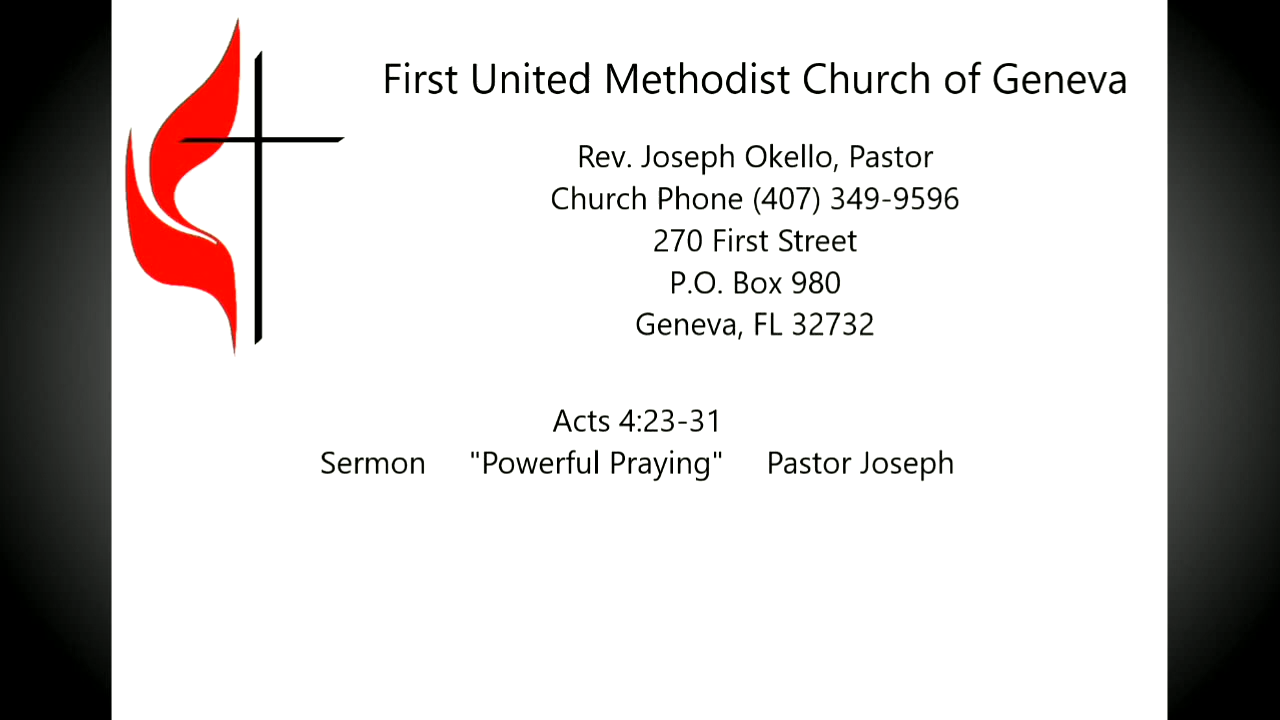 First United Methodist Church of Geneva
Rev. Joseph Okello, Pastor
Church Phone (407) 349-9596
270 First Street
P.O. Box 980
Geneva, FL 32732
Acts 4:23-31
Sermon "Powerful Praying" Pastor Joseph